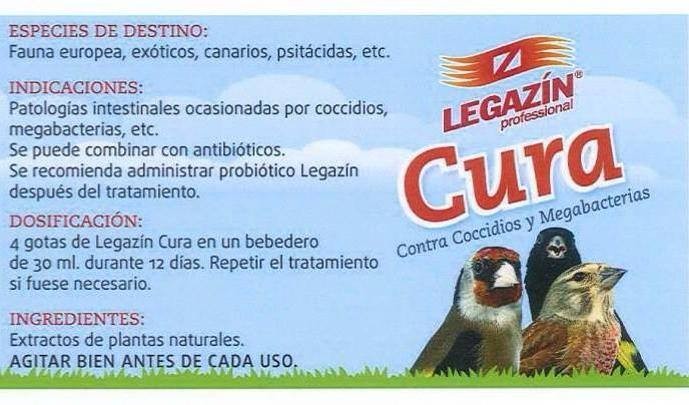 ESPECIES DE DESTINO:
Fauna europea, exóticos, canarios, psitácidas, etc.
INDICACIONES:
Patologías intestinales ocasionadas por coccidios,
megabacterias, etc.
Se puede combinar con antibióticos.
Se recomienda administrar probiótico Legazín
después del tratamiento.
DOSIFICACIÓN:
4 gotas de Legazín Cura en un bebedero
de 30 ml. durante 12 días. Repetir el tratamiento
si fuese necesario.
INGREDIENTES:
Extractos de plantas naturales.
AGITAR BIEN ANTES DE CADA USO.
LEGAZÍN®
professional
Cura
Contra Coccidios y Megabacterias